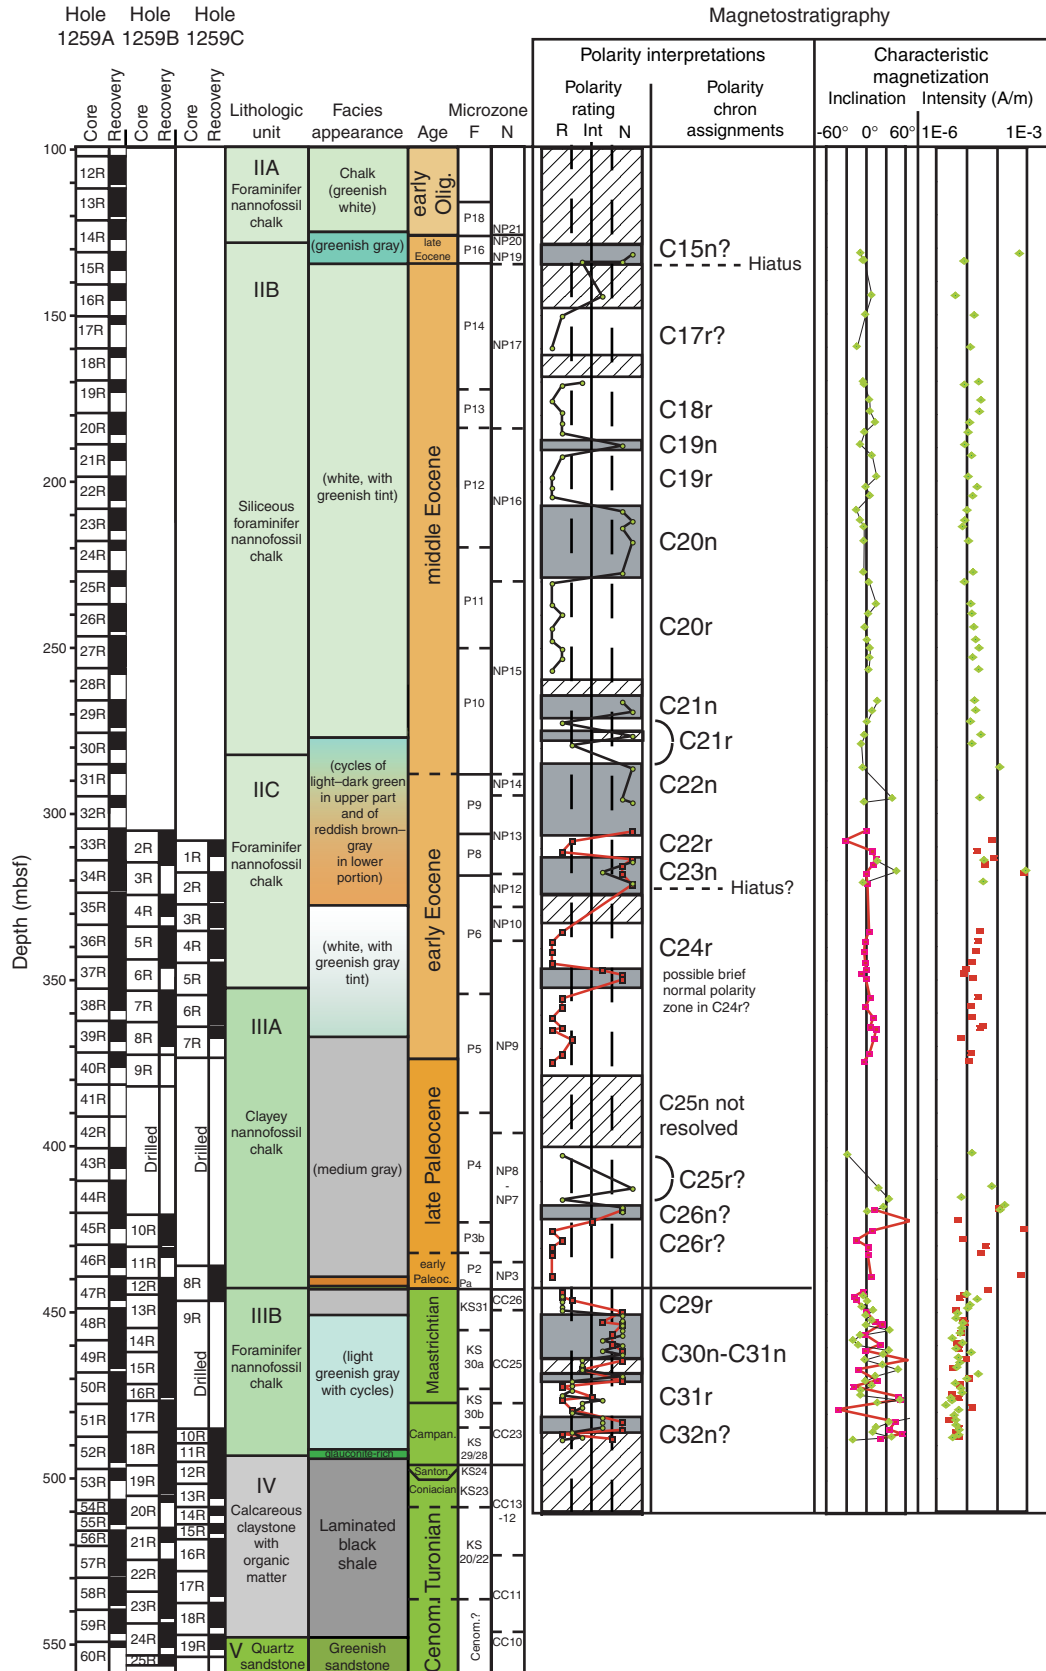 Hole Hole Hole
1259A 1259B 1259C
Magnetostratigraphy
Core
Recovery
Core
Recovery
Core
Recovery
Lithologic
unit
Facies
appearance
Age
Microzone
F N
Polarity interpretations
Polarity
rating
R Int N
Polarity
chron
assignments
Characteristic
magnetization
Inclination Intensity (A/m)
-60° 0° 60° 1E-6 1E-3
Depth (mbsf)
100
150
200
250
300
350
400
450
500
550
12R
13R
14R
15R
16R
17R
18R
19R
20R
21R
22R
23R
24R
25R
26R
27R
28R
29R
30R
31R
32R
33R
34R
35R
36R
37R
38R
39R
40R
41R
42R
43R
44R
45R
46R
47R
48R
49R
50R
51R
52R
53R
54R
55R
56R
57R
58R
59R
60R
2R
3R
4R
5R
6R
7R
8R
9R
Drilled
10R
11R
12R
13R
14R
15R
16R
17R
18R
19R
20R
21R
22R
23R
24R
25R
1R
2R
3R
4R
5R
6R
7R
Drilled
8R
9R
Drilled
10R
11R
12R
13R
14R
15R
16R
17R
18R
19R
IIA
Foraminifer
nannofossil
chalk
IIB
Siliceous
foraminifer
nannofossil
chalk
IIC
Foraminifer
nannofossil
chalk
IIIA
Clayey
nannofossil
chalk
IIIB
Foraminifer
nannofossil
chalk
IV
Calcareous
claystone
with
organic
matter
V Quartz
sandstone
Chalk
(greenish
white)
(greenish gray)
(white, with
greenish tint)
(cycles of
light–dark green
in upper part
and of
reddish brown–
gray
in lower
portion)
(white, with
greenish gray
tint)
(medium gray)
(light
greenish gray
with cycles)
glauconite-rich
Laminated
black
shale
Greenish
sandstone
early
Olig.
late
Eocene
middle Eocene
early Eocene
late Paleocene
early
Paleoc.
Maastrichtian
Campan.
Santon.
Coniacian
Turonian
Cenom.
P18
P16
P14
P13
P12
P11
P10
P9
P8
P6
P5
P4
P3b
P2
Pa
KS31
KS
30a
KS
30b
KS
29/28
KS24
KS23
KS
20/22
Cenom.?
NP21
NP20
NP19
NP17
NP16
NP15
NP14
NP13
NP12
NP10
NP9
NP8
-
NP7
NP3
CC26
CC25
CC23
CC13
-12
CC11
CC10
C15n?
Hiatus
C17r?
C18r
C19n
C19r
C20n
C20r
C21n
C21r
C22n
C22r
C23n
Hiatus?
C24r
possible brief
normal polarity
zone in C24r?
C25n not
resolved
C25r?
C26n?
C26r?
C29r
C30n-C31n
C31r
C32n?